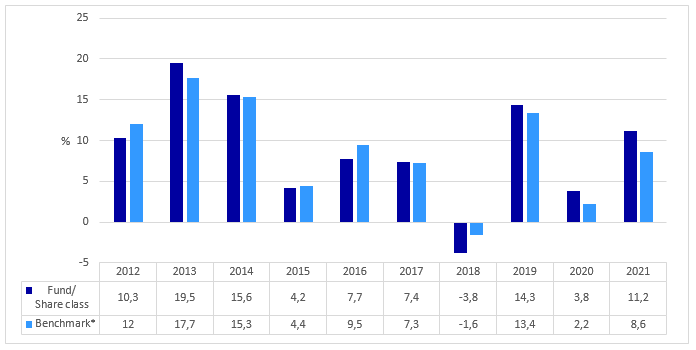 25
20
15
10
%
5
0
-5
2012 2013 2014 2015 2016 2017 2018 2019 2020 2021
Fund/
Share class 10,3 19,5 15,6 4,2 7,7 7,4 -3,8 14,3 3,8 11,2
Benchmark* 12 17,7 15,3 4,4 9,5 7,3 -1,6 13,4 2,2 8,6